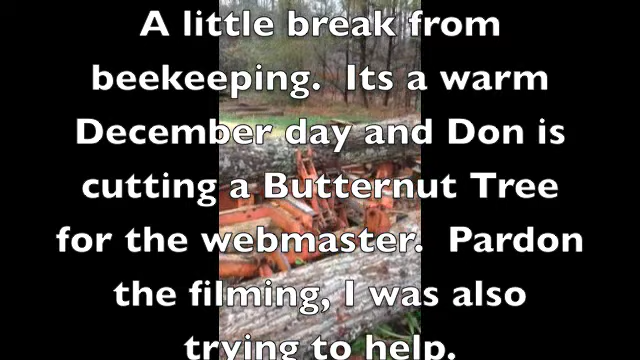 A little break from
beekeeping.  Its a warm
December day and Don is
cutting a Butternut Tree
for the webmaster.  Pardon
the filming, I was also
trying to help.